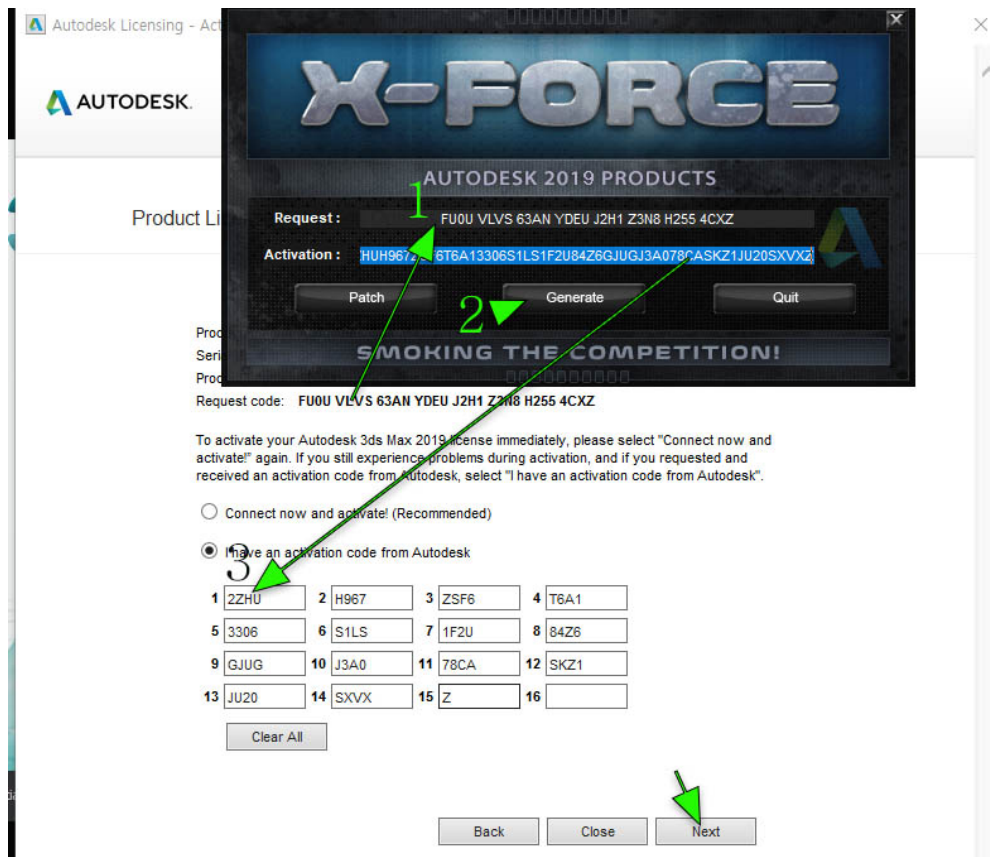 Autodesk Licensing - Act
AUTODESK.
X-FORCE
AUTODESK 2019 PRODUCTS
1
Product Li
Request : FU0U VLVS 63AN YDEU J2H1 Z3N8 H255 4CXZ
Activation :
Patch Generate Quit
2
SMOKING THE COMPETITION!
Prod
Seri
Prod
Request code: FU0U VLVS 63AN YDEU J2H1 Z3N8 H255 4CXZ
To activate your Autodesk 3ds Max 2019 license immediately, please select "Connect now and
activate!" again. If you still experience problems during activation, and if you requested and
received an activation code from Autodesk, select "I have an activation code from Autodesk".
Connect now and activate! (Recommended)
I have an activation code from Autodesk
3
1 2ZHU 2 H967 3 ZSF6 4 T6A1
5 3306 6 S1LS 7 1F2U 8 84Z6
9 GJUG 10 J3A0 11 78CA 12 SKZ1
13 JU20 14 SXVX 15 Z 16
Clear All
Back Close Next